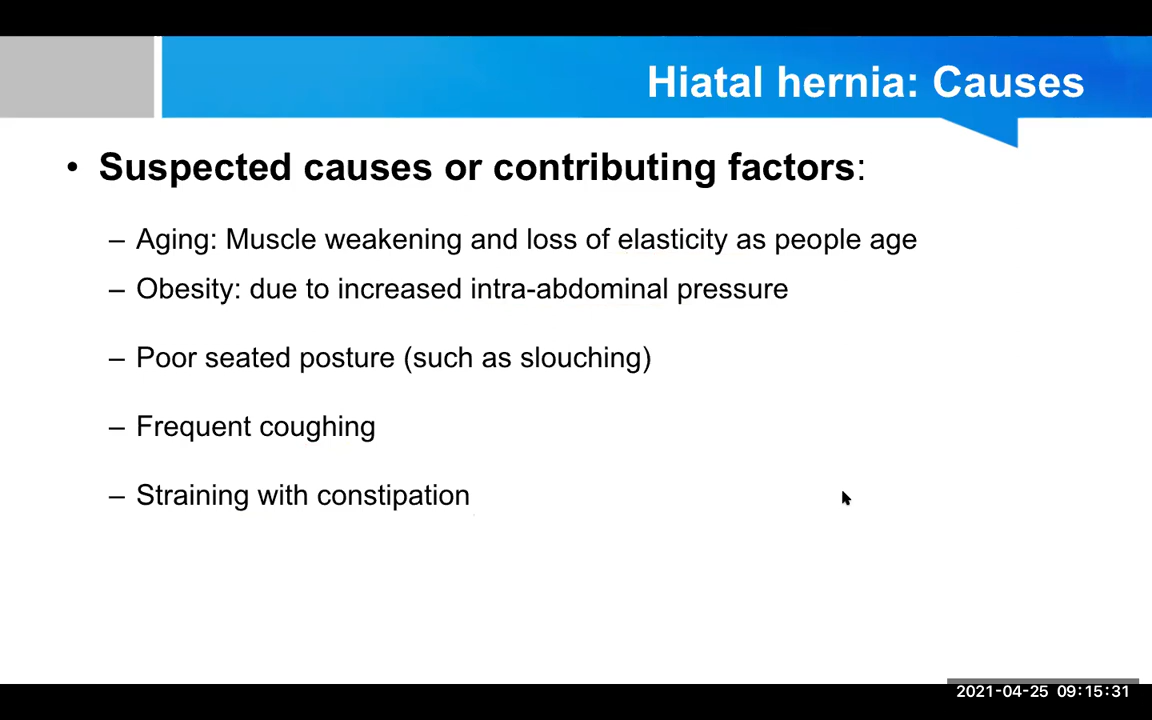 Hiatal hernia: Causes
• Suspected causes or contributing factors:
– Aging: Muscle weakening and loss of elasticity as people age
– Obesity: due to increased intra-abdominal pressure
– Poor seated posture (such as slouching)
– Frequent coughing
– Straining with constipation
2021-04-25 09:15:31